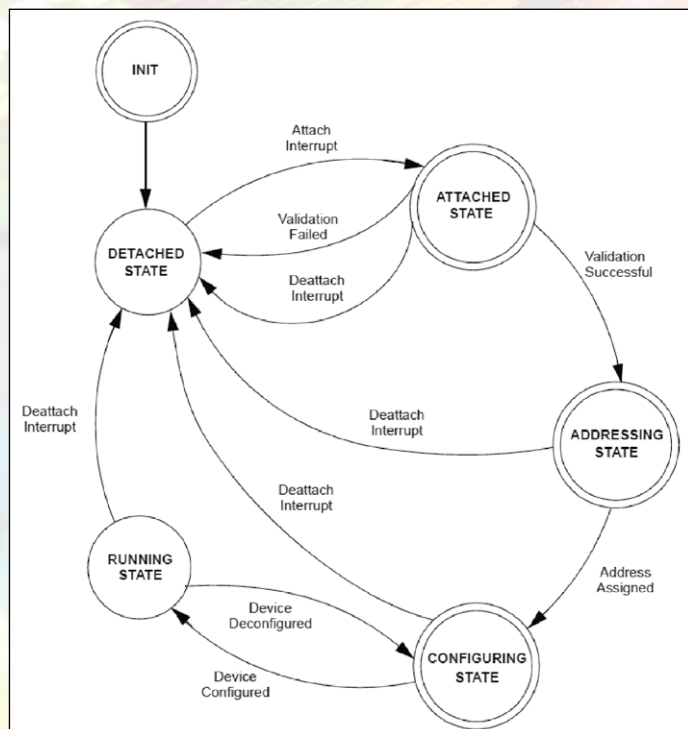 INIT
Attach
Interrupt
ATTACHED
STATE
Validation
Failed
DETACHED
STATE
Validation
Successful
Deattach
Interrupt
Deattach
Interrupt
Deattach
Interrupt
ADDRESSING
STATE
Deattach
Interrupt
RUNNING
STATE
Address
Assigned
Device
Deconfigured
CONFIGURING
STATE
Device
Configured